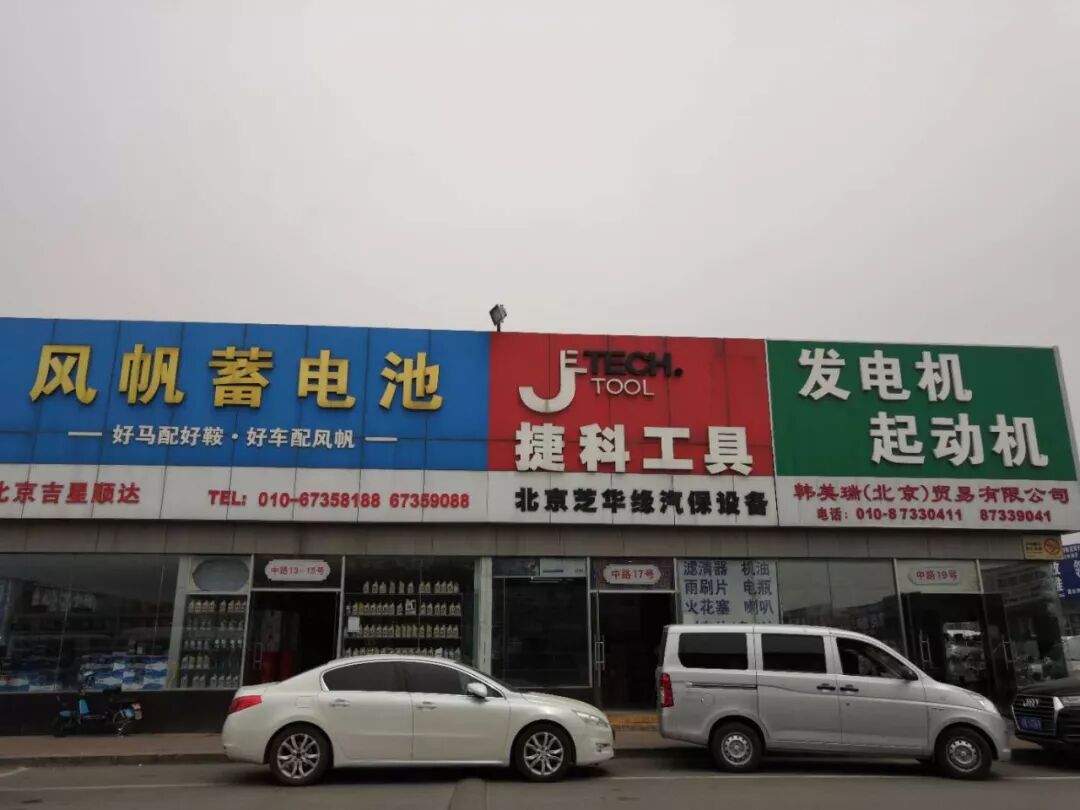 风帆蓄电池
好马配好鞍·好车配风帆
北京吉星顺达
TEL: 010-67358188 67359088
JETECH.
TOOL
捷科工具
北京芝华缘汽保设备
发电机
起动机
韩美瑞(北京)贸易有限公司
电话:010-87330411 87339041
中路13-15号
中路17号
滤清器 机油
雨刷片 电瓶
火花塞 喇叭
中路19号